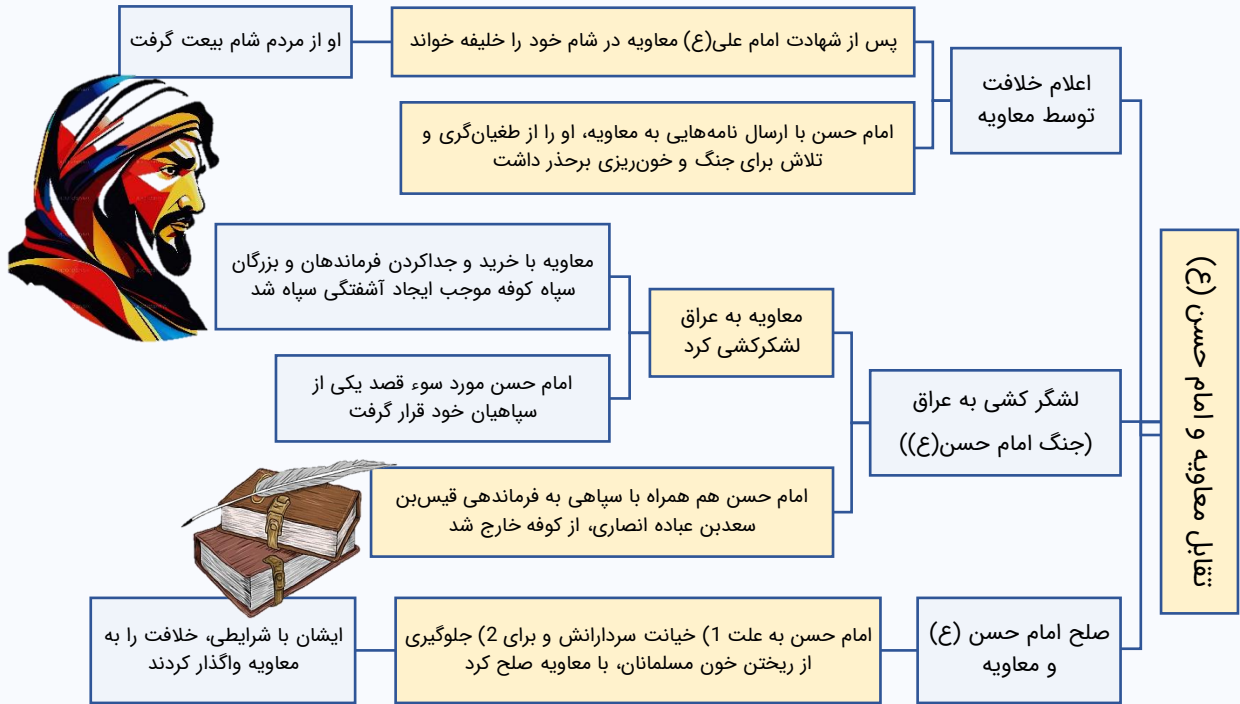 تقابل معاویه و امام حسن (ع)
اعلام خلافت
توسط معاویه
پس از شهادت امام علی(ع) معاویه در شام خود را خلیفه خواند
او از مردم شام بیعت گرفت
امام حسن با ارسال نامه‌هایی به معاویه، او را از طغیان‌گری و
تلاش برای جنگ و خون‌ریزی برحذر داشت
لشگر کشی به عراق
(جنگ امام حسن(ع))
معاویه به عراق
لشکرکشی کرد
معاویه با خرید و جداکردن فرماندهان و بزرگان
سپاه کوفه موجب ایجاد آشفتگی سپاه شد
امام حسن مورد سوء قصد یکی از
سپاهیان خود قرار گرفت
امام حسن هم همراه با سپاهی به فرماندهی قیس‌بن
سعدبن عباده انصاری، از کوفه خارج شد
صلح امام حسن (ع)
و معاویه
امام حسن به علت 1) خیانت سردارانش و برای 2) جلوگیری
از ریختن خون مسلمانان، با معاویه صلح کرد
ایشان با شرایطی، خلافت را به
معاویه واگذار کردند